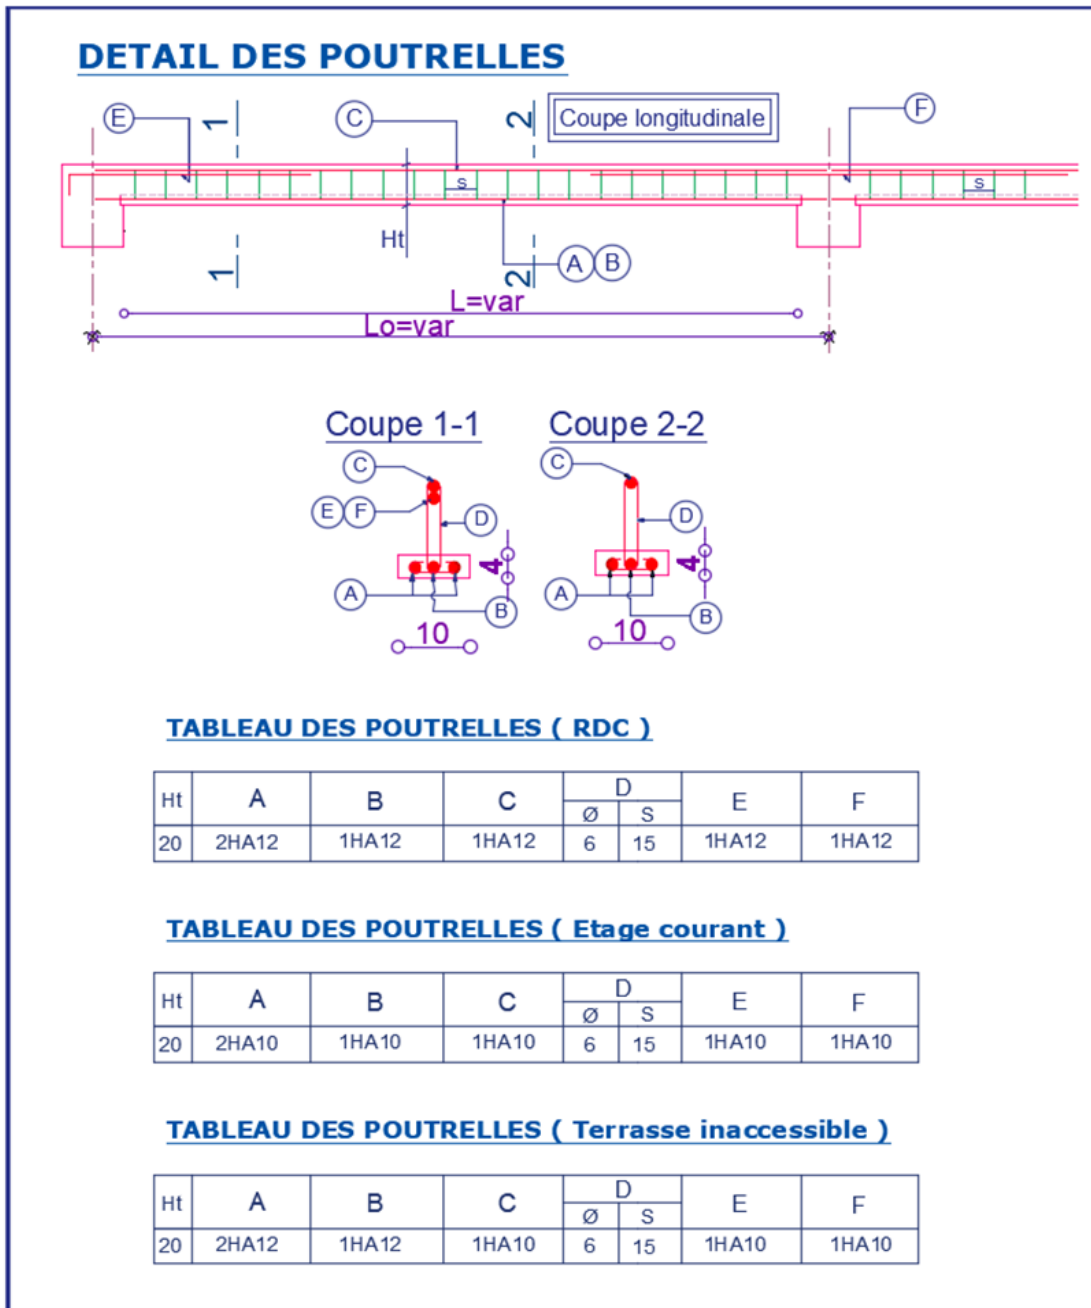 DETAIL DES POUTRELLES
E 1 C 2 Coupe longitudinale F
s s
Ht
1 2 A B
L=var
Lo=var
Coupe 1-1 Coupe 2-2
C C
E F D D
4 4
A B A B
10 10
TABLEAU DES POUTRELLES ( RDC )
Ht A B C D E F
Ø S
20 2HA12 1HA12 1HA12 6 15 1HA12 1HA12
TABLEAU DES POUTRELLES ( Etage courant )
Ht A B C D E F
Ø S
20 2HA10 1HA10 1HA10 6 15 1HA10 1HA10
TABLEAU DES POUTRELLES ( Terrasse inaccessible )
Ht A B C D E F
Ø S
20 2HA12 1HA12 1HA10 6 15 1HA10 1HA10